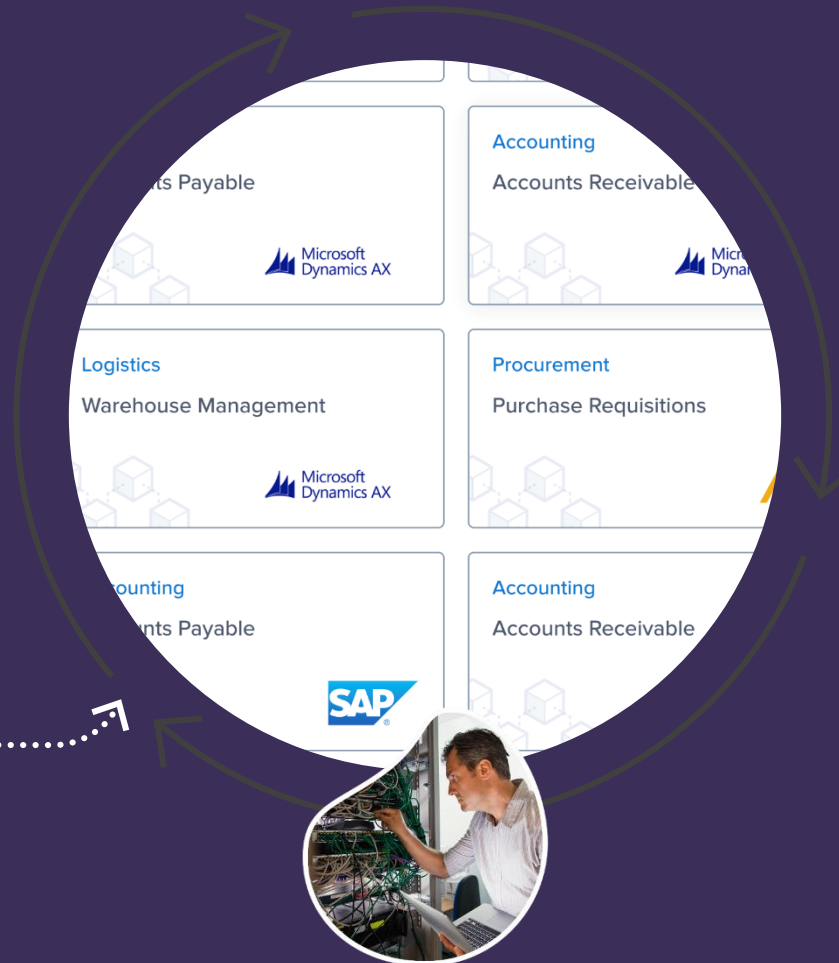 Accounting
ts Payable
Accounts Receivable
Microsoft
Dynamics AX
Logistics
Procurement
Warehouse Management
Purchase Requisitions
Microsoft
Dynamics AX
ounting
Accounting
nts Payable
Accounts Receivable
SAP
®